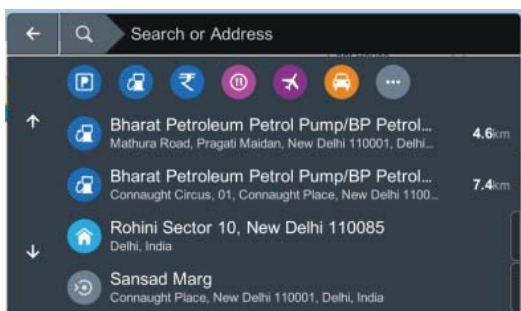 Search or Address
P
₹
Bharat Petroleum Petrol Pump/BP Petrol...
Mathura Road, Pragati Maidan, New Delhi 110001, Delhi...
4.6km
Bharat Petroleum Petrol Pump/BP Petrol...
Connaught Circus, 01, Connaught Place, New Delhi 1100...
7.4km
Rohini Sector 10, New Delhi 110085
Delhi, India
Sansad Marg
Connaught Place, New Delhi 110001, Delhi, India